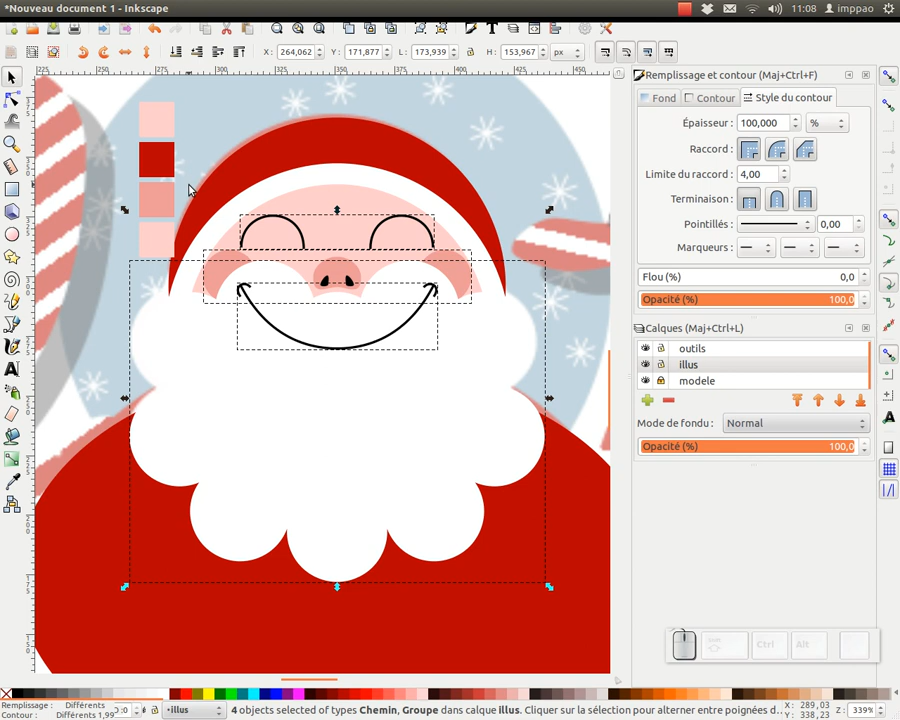 *Nouveau document 1 - Inkscape
11:08
imppao
X: 264,062
Y: 171,877
L: 173,939
H: 153,967
px
Remplissage et contour (Maj+Ctrl+F)
Fond
Contour
Style du contour
Épaisseur :
100,000
%
Raccord :
Limite du raccord :
4,00
Terminaison :
Pointillés :
0,00
Marqueurs :
Flou (%)
0,0
Opacité (%)
100,0
Calques (Maj+Ctrl+L)
outils
illus
modele
Mode de fondu :
Normal
Opacité (%)
100,0
Ctrl
Alt
Remplissage :
Différents
Contour :
Différents 1,99
O:0
•illus
4 objects selected of types Chemin, Groupe dans calque illus. Cliquer sur la sélection pour alterner entre poignées d..
X: 289,03
Y: 338,23
Z:
339%